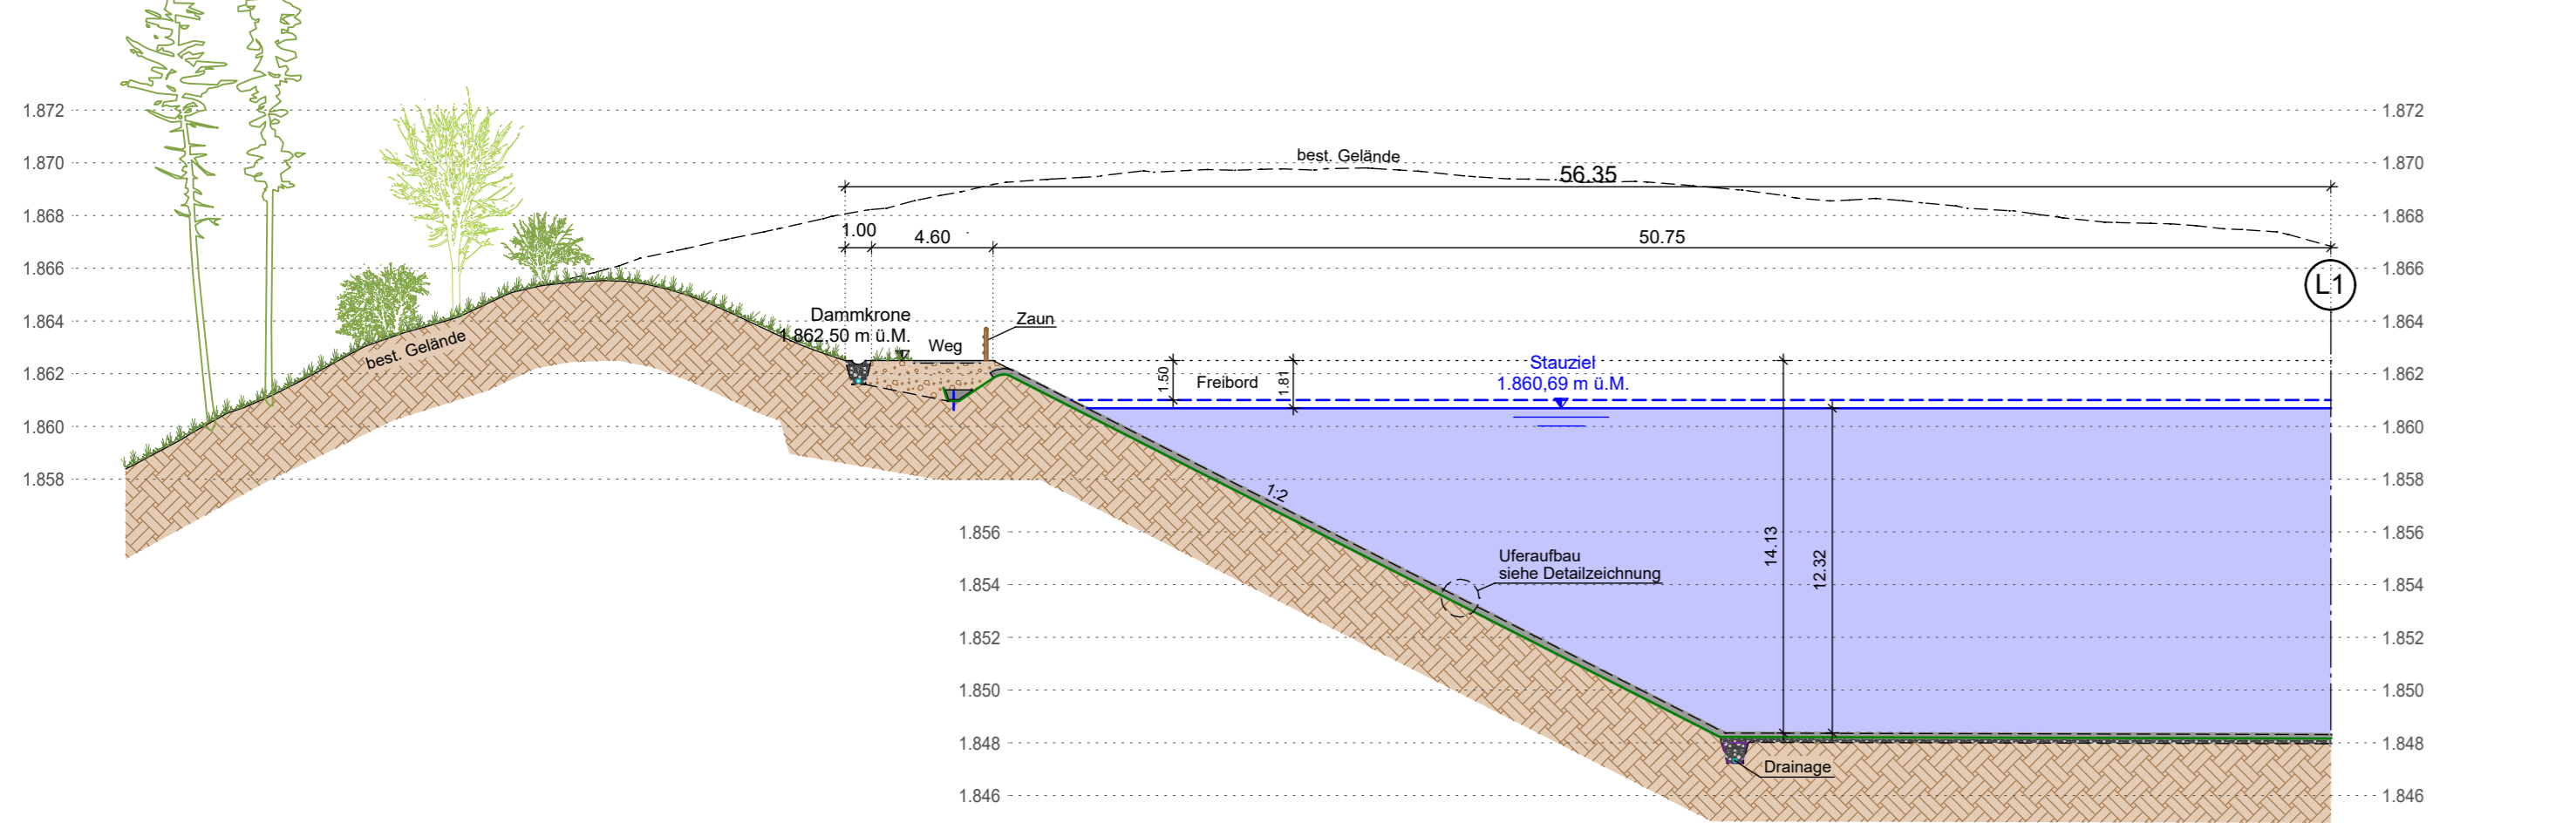 1.872
1.872
best. Gelände
1.870
1.870
56.35
1.868
1.868
1.00
4.60
50.75
1.866
1.866
L1
Dammkrone
1.862,50 m ü.M.
Zaun
1.864
1.864
Weg
best. Gelände
Stauziel
1.860,69 m ü.M.
1.50
Freibord
1.81
1.862
1.862
1.860
1.860
1.858
1.858
1:2
1.856
1.856
14.13
12.32
Uferaufbau
siehe Detailzeichnung
1.854
1.854
1.852
1.852
1.850
1.850
1.848
1.848
Drainage
1.846
1.846